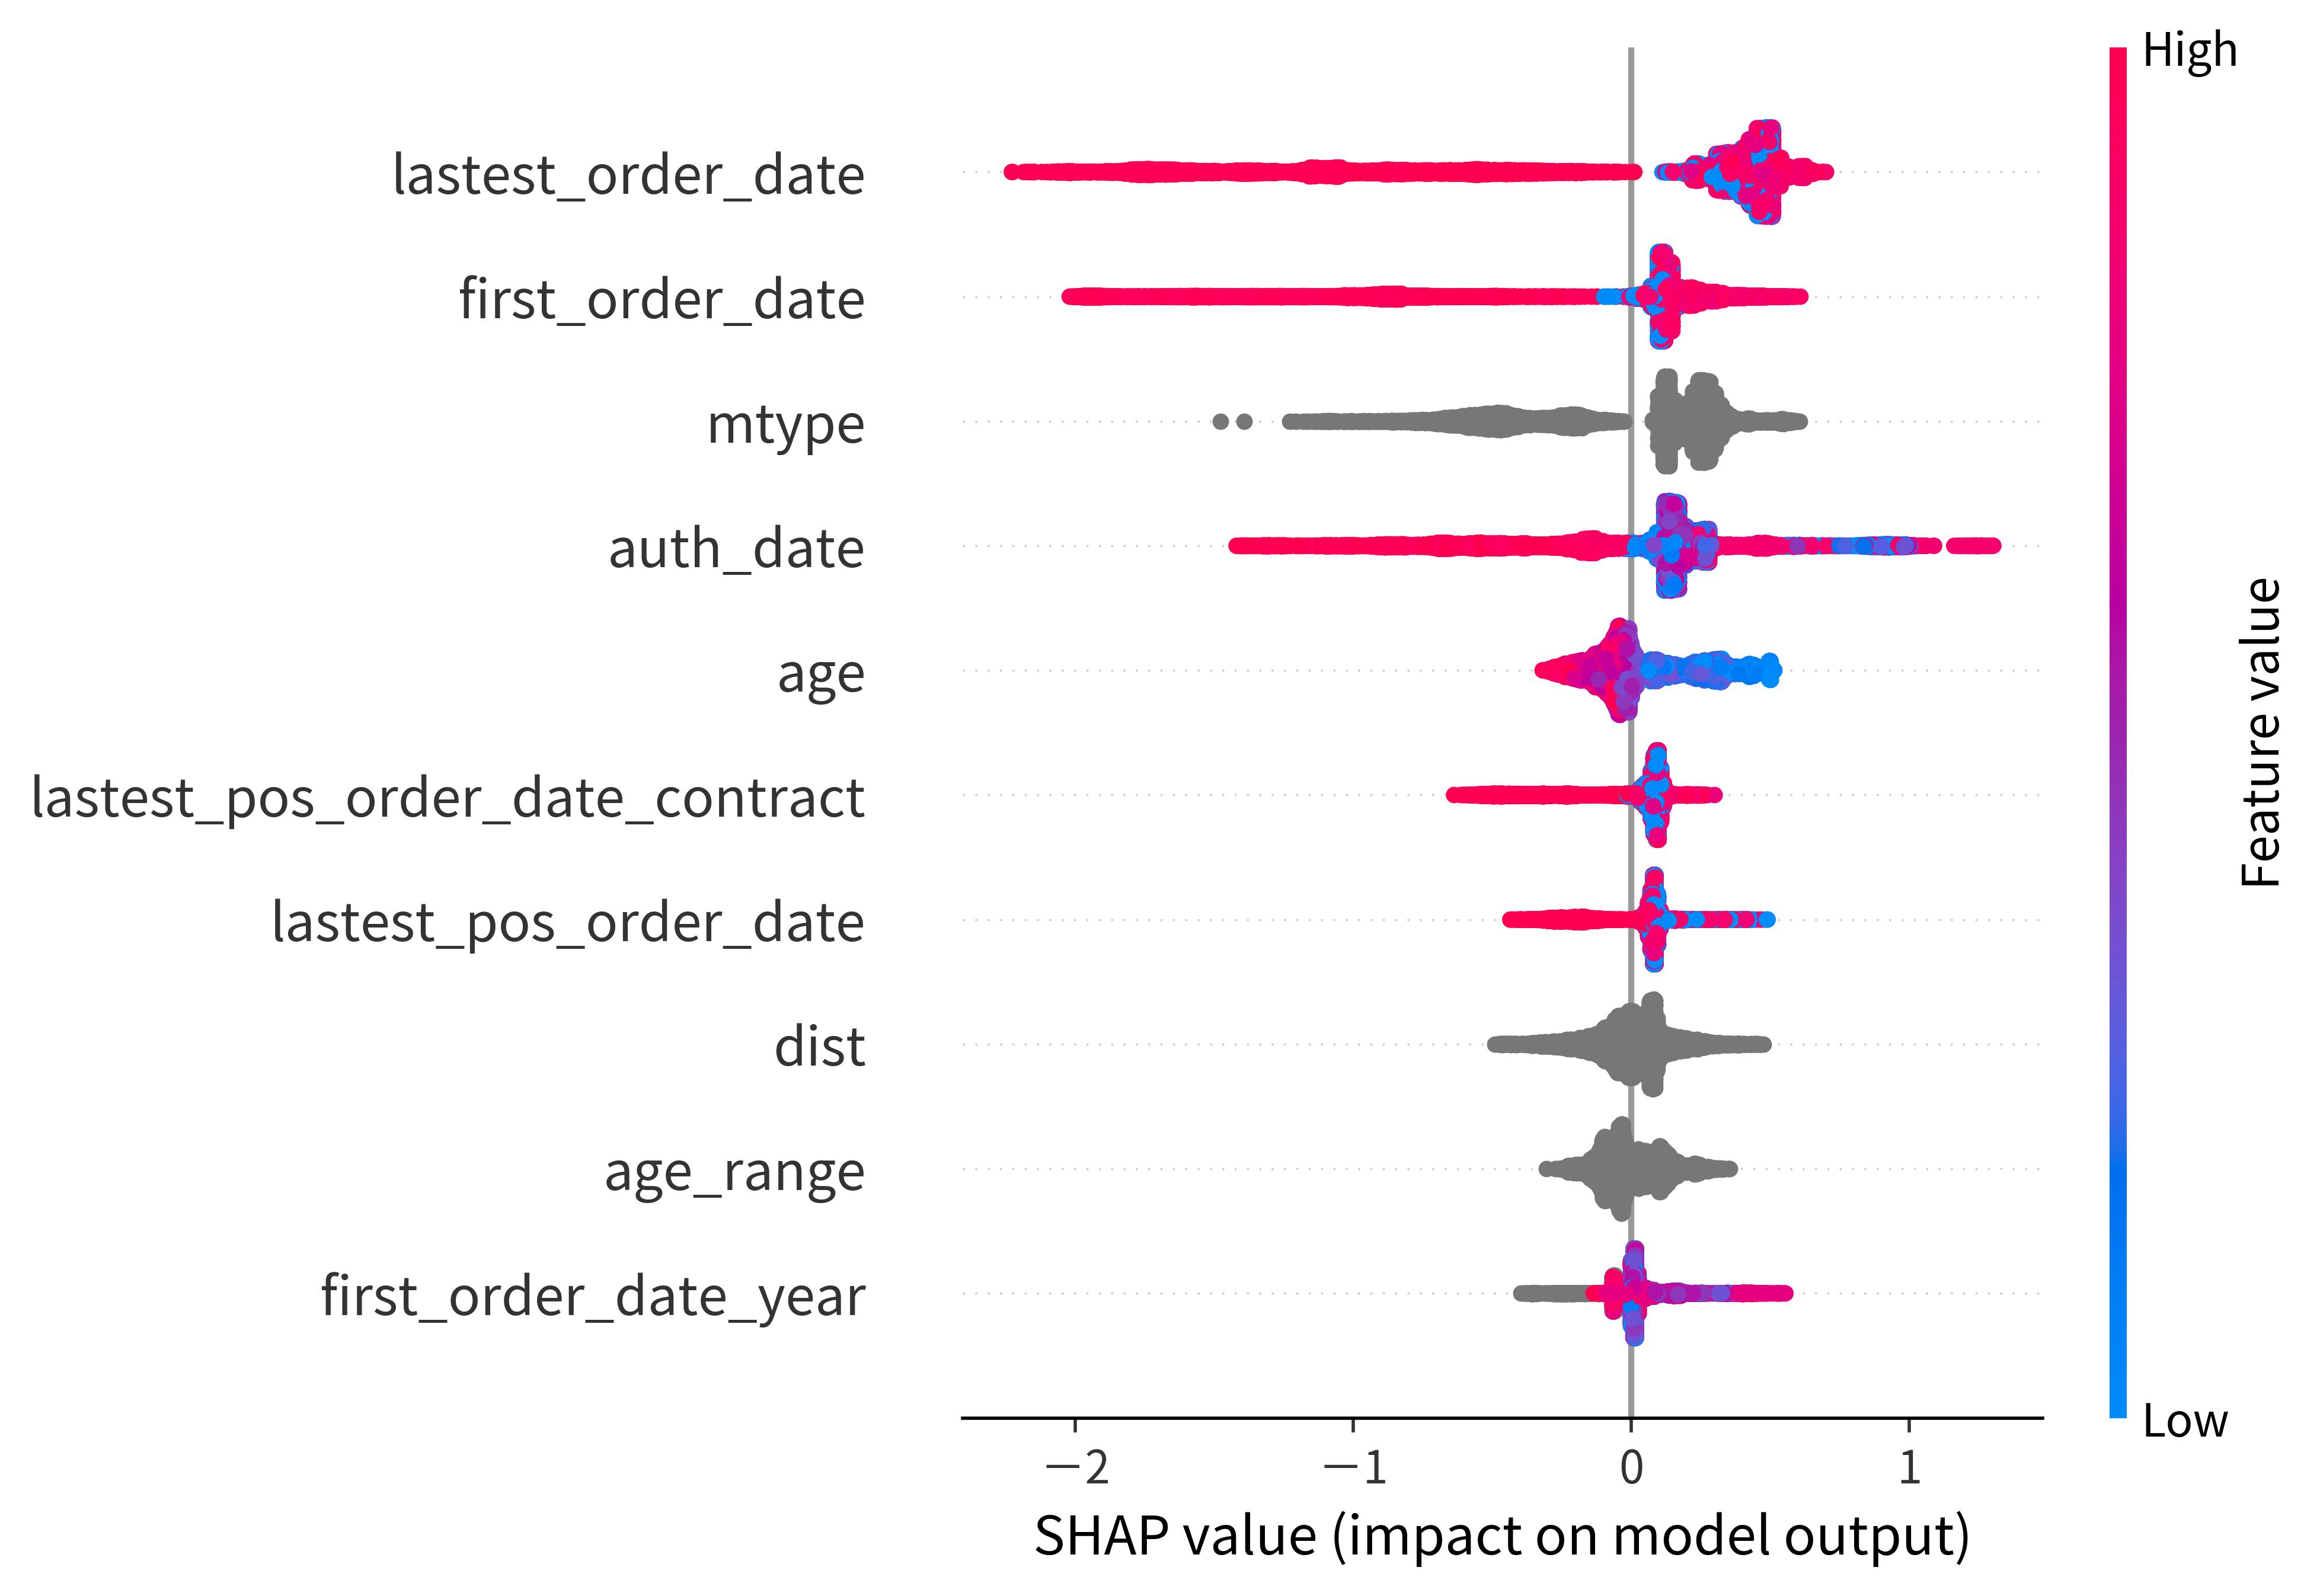 High
lastest_order_date
first_order_date
mtype
auth_date
age
lastest_pos_order_date_contract
lastest_pos_order_date
dist
age_range
first_order_date_year
Feature value
Low
−2 −1 0 1
SHAP value (impact on model output)